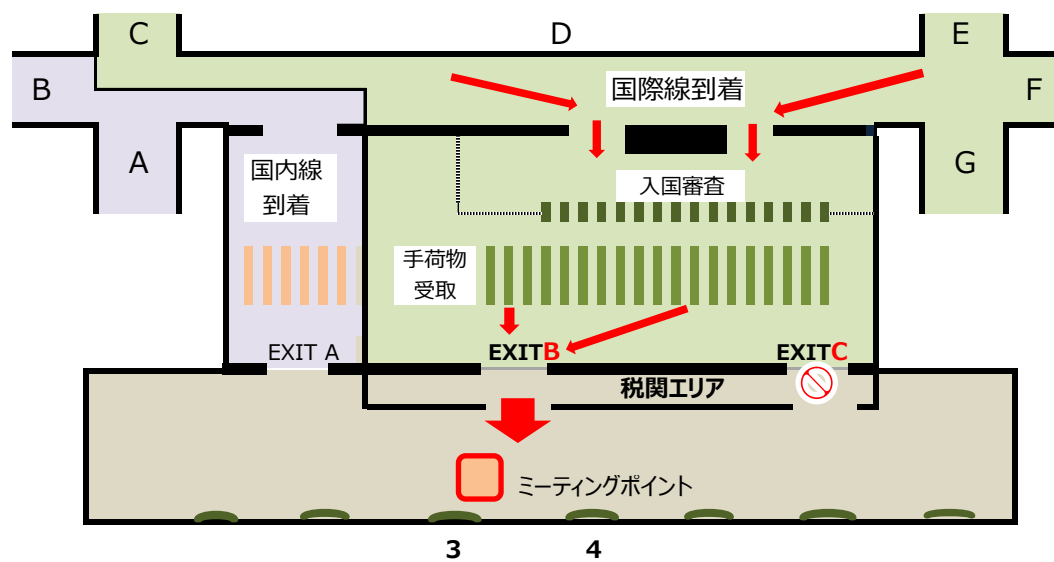 C
D
E
B
国際線到着
F
A
国内線
到着
G
入国審査
手荷物
受取
EXIT A
EXITB
EXITC
税関エリア
ミーティングポイント
3
4